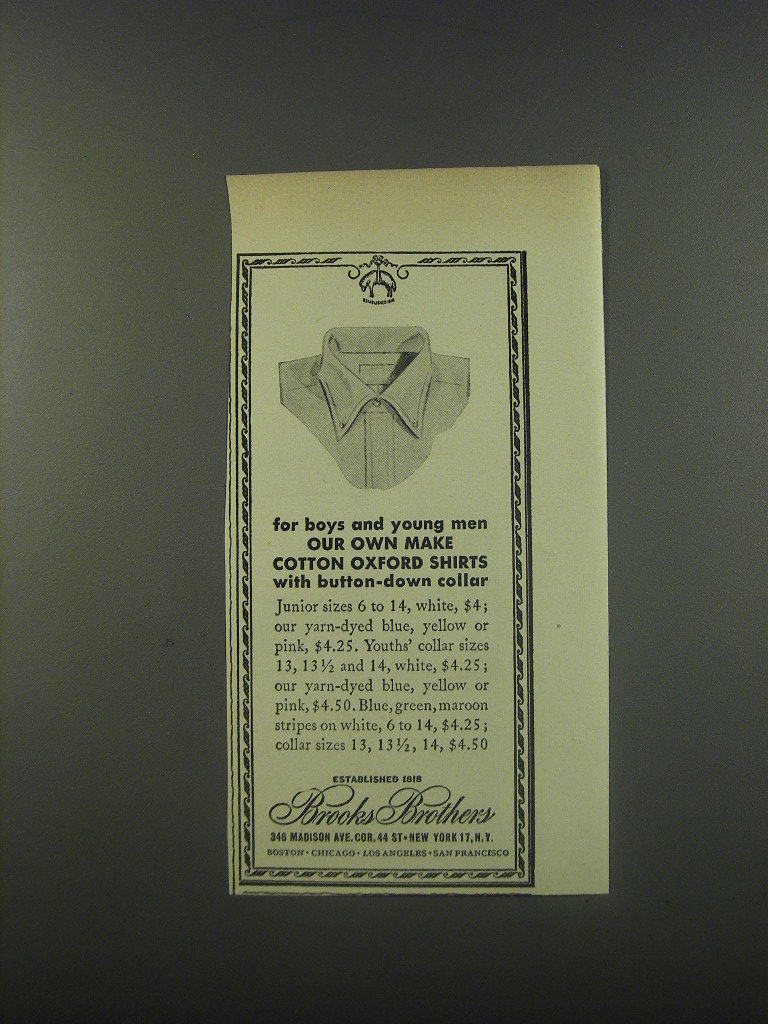 for boys and young men
OUR OWN MAKE
COTTON OXFORD SHIRTS
with button-down collar
Junior sizes 6 to 14, white, $4;
our yarn-dyed blue, yellow or
pink, $4.25. Youths' collar sizes
13, 13½ and 14, white, $4.25;
our yarn-dyed blue, yellow or
pink, $4.50. Blue, green, maroon
stripes on white, 6 to 14, $4.25;
collar sizes 13, 13½, 14, $4.50
ESTABLISHED 1818
Brooks Brothers
346 MADISON AVE. COR. 44 ST • NEW YORK 17, N.Y.
BOSTON • CHICAGO • LOS ANGELES • SAN FRANCISCO